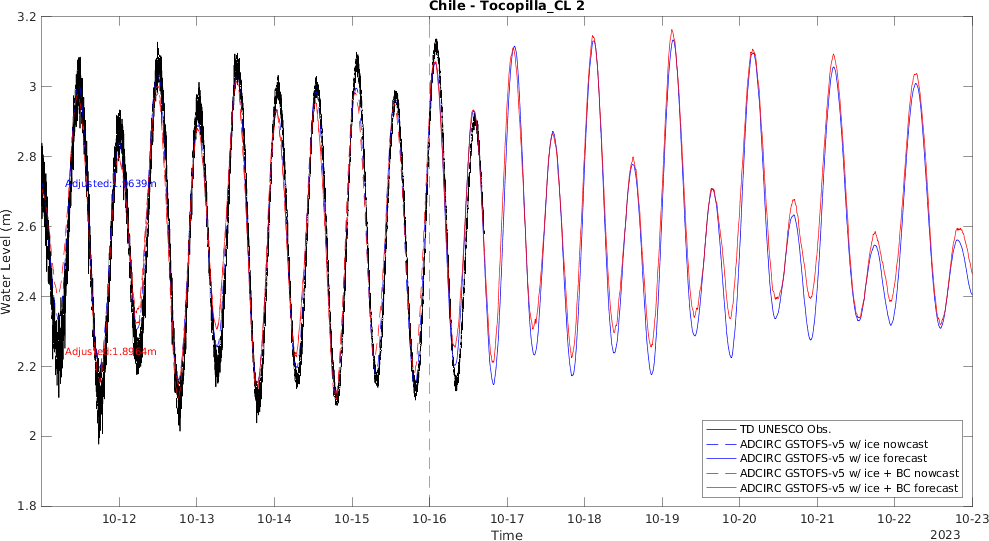 Chile - Tocopilla_CL 2
Water Level (m)
3.2
3
2.8
2.6
2.4
2.2
2
1.8
10-12
10-13
10-14
10-15
10-16
10-17
10-18
10-19
10-20
10-21
10-22
10-23
Time
2023
TD UNESCO Obs.
ADCIRC GSTOFS-v5 w/ ice nowcast
ADCIRC GSTOFS-v5 w/ ice forecast
ADCIRC GSTOFS-v5 w/ ice + BC nowcast
ADCIRC GSTOFS-v5 w/ ice + BC forecast